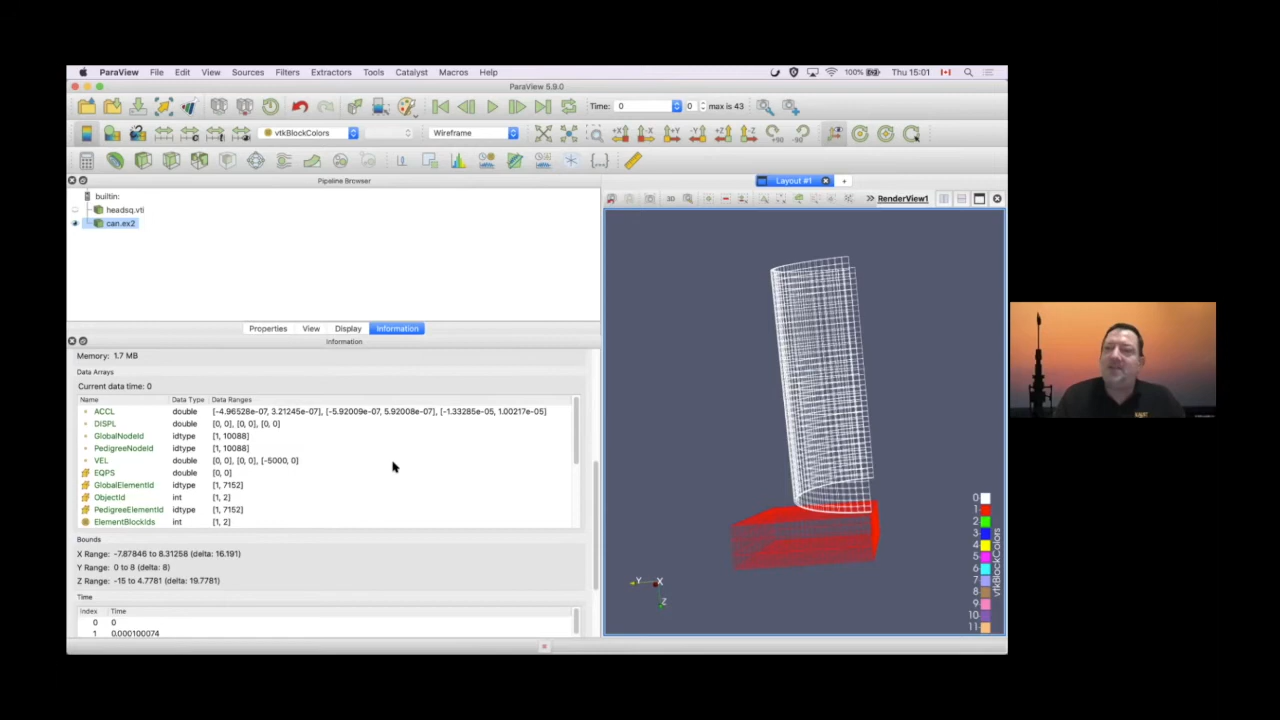 ParaView File Edit View Sources Filters Extractors Tools Catalyst Macros Help 100% Thu 15:01
ParaView 5.9.0
Time: 0 0 max is 43
vtkBlockColors Wireframe
Pipeline Browser
Layout #1 +
builtin:
headsq.vti
can.ex2
3D RenderView1
Properties View Display Information
Information
Memory: 1.7 MB
Data Arrays
Current data time: 0
Name Data Type Data Ranges
ACCL double [-4.96528e-07, 3.21245e-07], [-5.92009e-07, 5.92008e-07], [-1.33285e-05, 1.00217e-05]
DISPL double [0, 0], [0, 0], [0, 0]
GlobalNodeId idtype [1, 10088]
PedigreeNodeId idtype [1, 10088]
VEL double [0, 0], [0, 0], [-5000, 0]
EQPS double [0, 0]
GlobalElementId idtype [1, 7152]
ObjectId int [1, 2]
PedigreeElementId idtype [1, 7152]
ElementBlockIds int [1, 2]
Bounds
X Range: -7.87846 to 8.31258 (delta: 16.191)
Y Range: 0 to 8 (delta: 8)
Z Range: -15 to 4.7781 (delta: 19.7781)
Time
Index Time
0 0
1 0.000100074
Y X
Z
0
1
2
3
4
5
6
7
8
9
10
11
vtkBlockColors